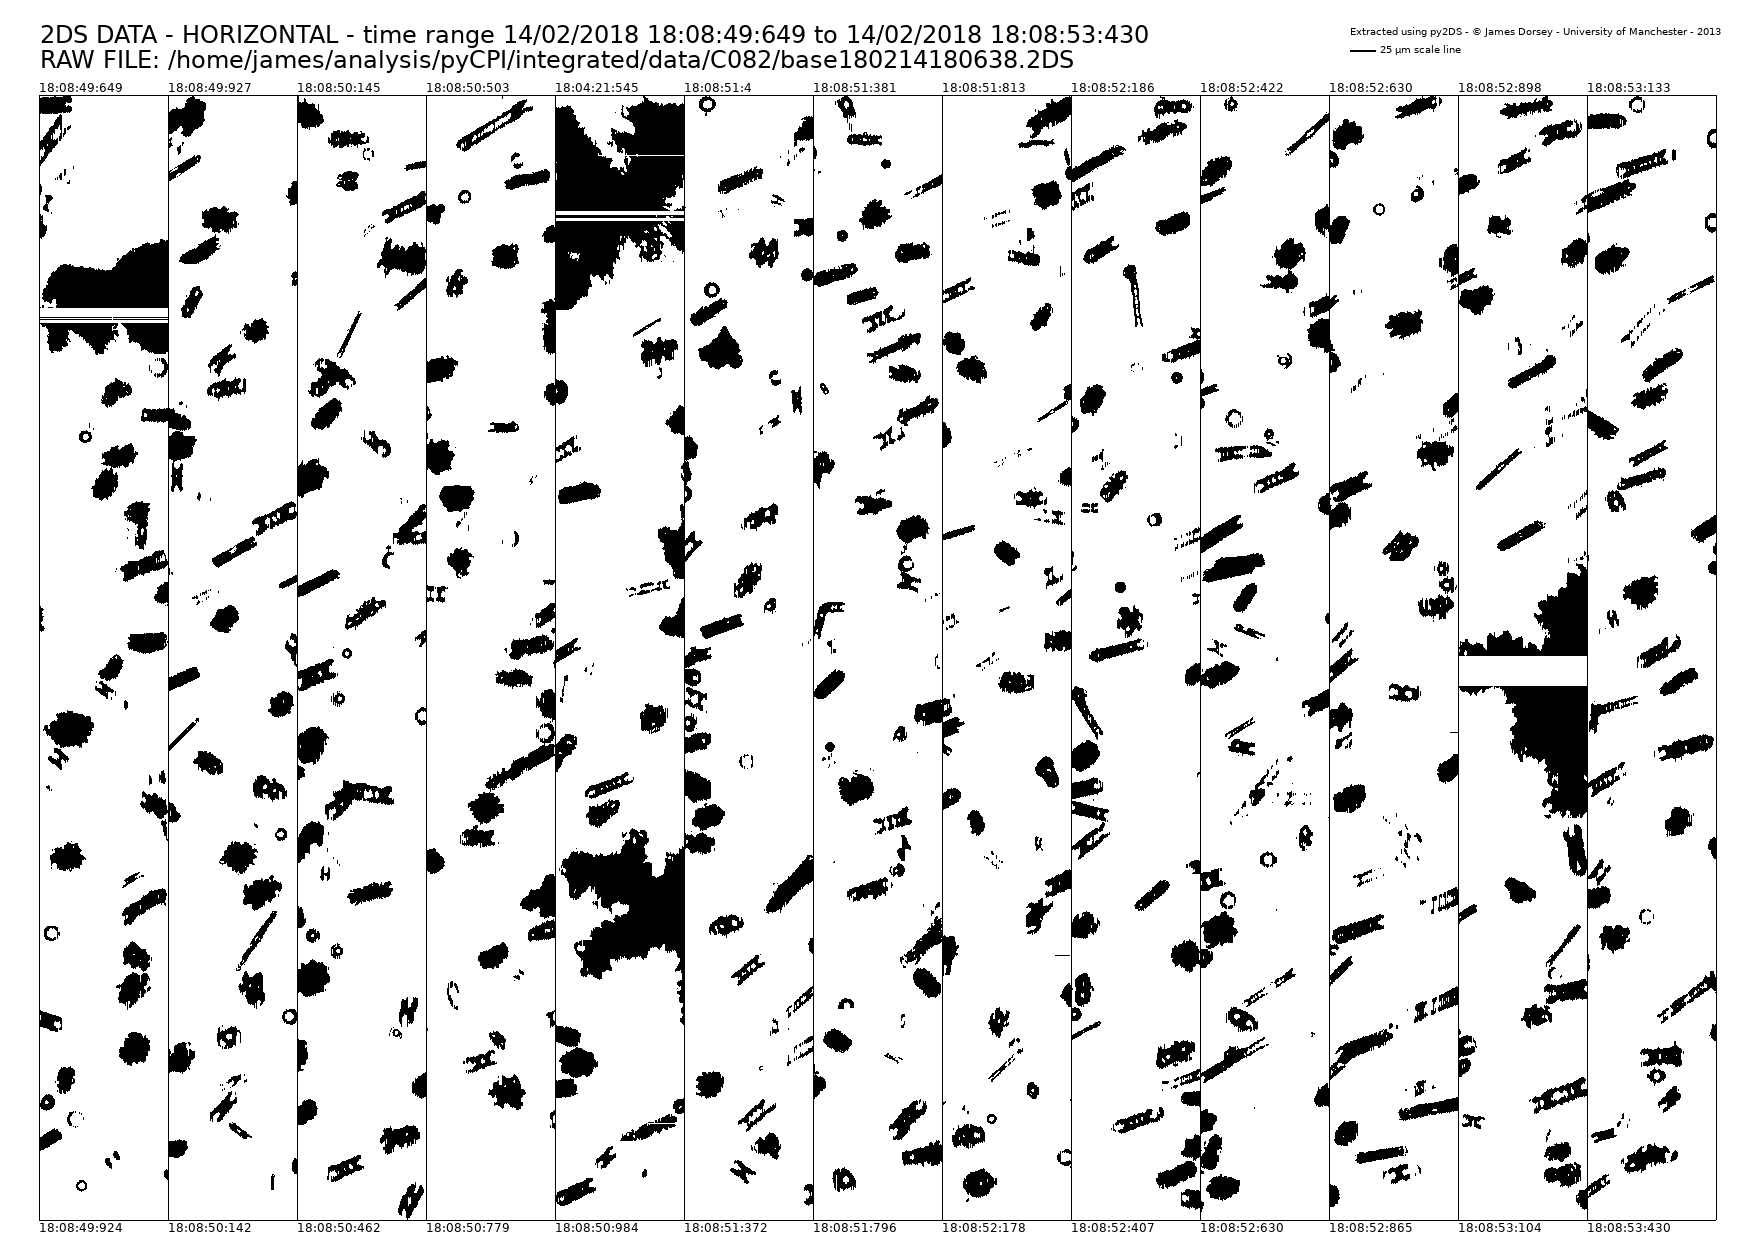 2DS DATA - HORIZONTAL - time range 14/02/2018 18:08:49:649 to 14/02/2018 18:08:53:430
RAW FILE: /home/james/analysis/pyCPI/integrated/data/C082/base180214180638.2DS
Extracted using py2DS - © James Dorsey - University of Manchester - 2013
25 µm scale line
18:08:49:649 18:08:49:927 18:08:50:145 18:08:50:503 18:04:21:545 18:08:51:4 18:08:51:381 18:08:51:813 18:08:52:186 18:08:52:422 18:08:52:630 18:08:52:898 18:08:53:133
18:08:49:924 18:08:50:142 18:08:50:462 18:08:50:779 18:08:50:984 18:08:51:372 18:08:51:796 18:08:52:178 18:08:52:407 18:08:52:630 18:08:52:865 18:08:53:104 18:08:53:430